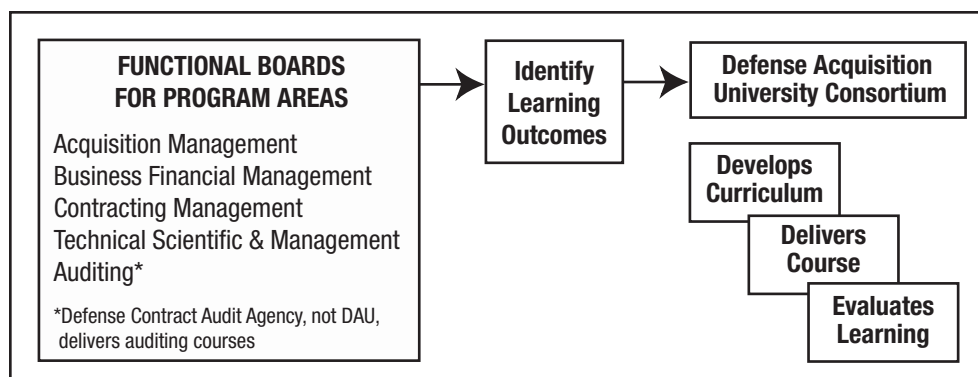 FUNCTIONAL BOARDS
FOR PROGRAM AREAS
Acquisition Management
Business Financial Management
Contracting Management
Technical Scientific & Management
Auditing*
*Defense Contract Audit Agency, not DAU,
delivers auditing courses
Identify
Learning
Outcomes
Defense Acquisition
University Consortium
Develops
Curriculum
Delivers
Course
Evaluates
Learning